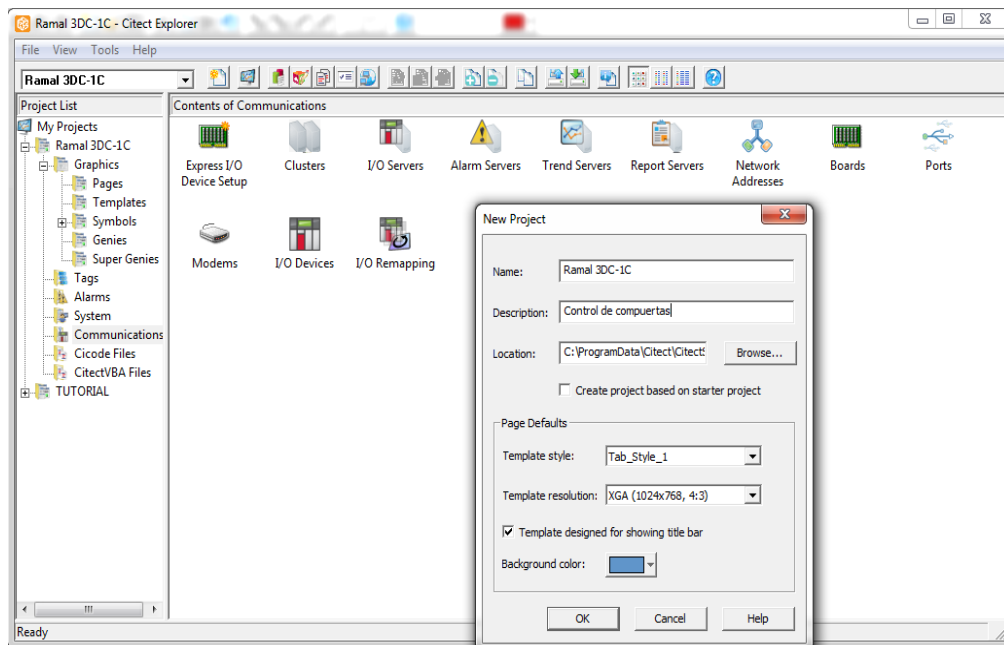 Ramal 3DC-1C - Citect Explorer
File View Tools Help
Ramal 3DC-1C
Project List
Contents of Communications
My Projects
Ramal 3DC-1C
Graphics
Pages
Templates
Symbols
Genies
Super Genies
Tags
Alarms
System
Communications
Cicode Files
CitectVBA Files
TUTORIAL
Express I/O Device Setup
Clusters
I/O Servers
Alarm Servers
Trend Servers
Report Servers
Network Addresses
Boards
Ports
Modems
I/O Devices
I/O Remapping
New Project
Name: Ramal 3DC-1C
Description: Control de compuertas
Location: C:\ProgramData\Citect\Citect Browse...
Create project based on starter project
Page Defaults
Template style: Tab_Style_1
Template resolution: XGA (1024x768, 4:3)
Template designed for showing title bar
Background color:
OK Cancel Help
Ready